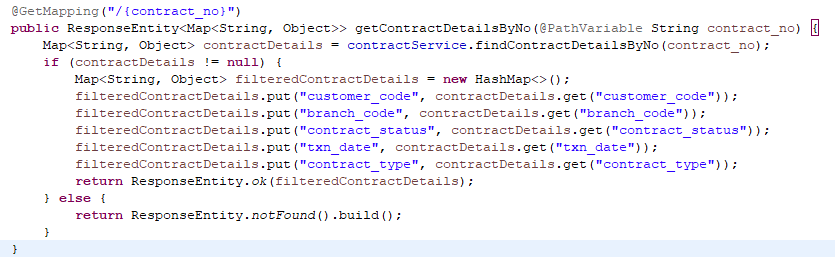 @GetMapping("/{contract_no}")
public ResponseEntity<Map<String, Object>> getContractDetailsByNo(@PathVariable String contract_no) {
    Map<String, Object> contractDetails = contractService.findContractDetailsByNo(contract_no);
    if (contractDetails != null) {
        Map<String, Object> filteredContractDetails = new HashMap<>();
        filteredContractDetails.put("customer_code", contractDetails.get("customer_code"));
        filteredContractDetails.put("branch_code", contractDetails.get("branch_code"));
        filteredContractDetails.put("contract_status", contractDetails.get("contract_status"));
        filteredContractDetails.put("txn_date", contractDetails.get("txn_date"));
        filteredContractDetails.put("contract_type", contractDetails.get("contract_type"));
        return ResponseEntity.ok(filteredContractDetails);
    } else {
        return ResponseEntity.notFound().build();
    }
}